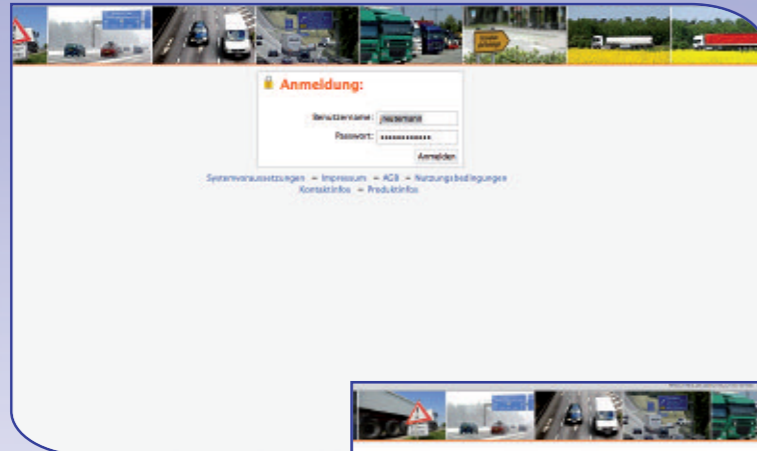 Anmeldung:
Benutzername:
Passwort: ••••••••••••
Anmelden
Systemvoraussetzungen – Impressum – AGB – Nutzungsbedingungen
Kontaktinfos – Produktinfos